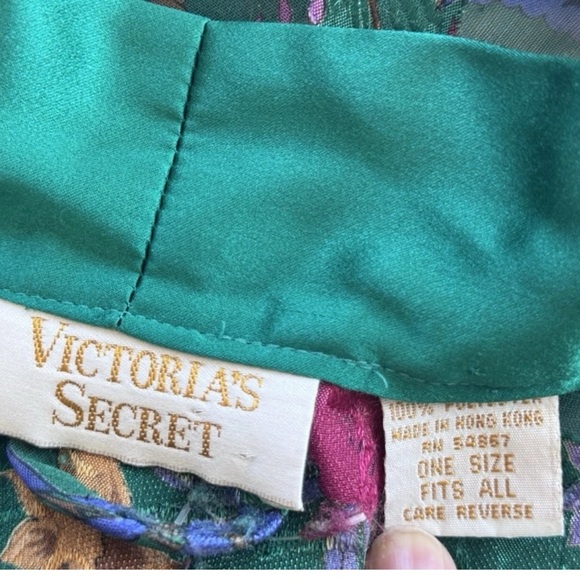 VICTORIA'S
SECRET
100% POLYESTER
MADE IN HONG KONG
RN 54867
ONE SIZE
FITS ALL
CARE REVERSE